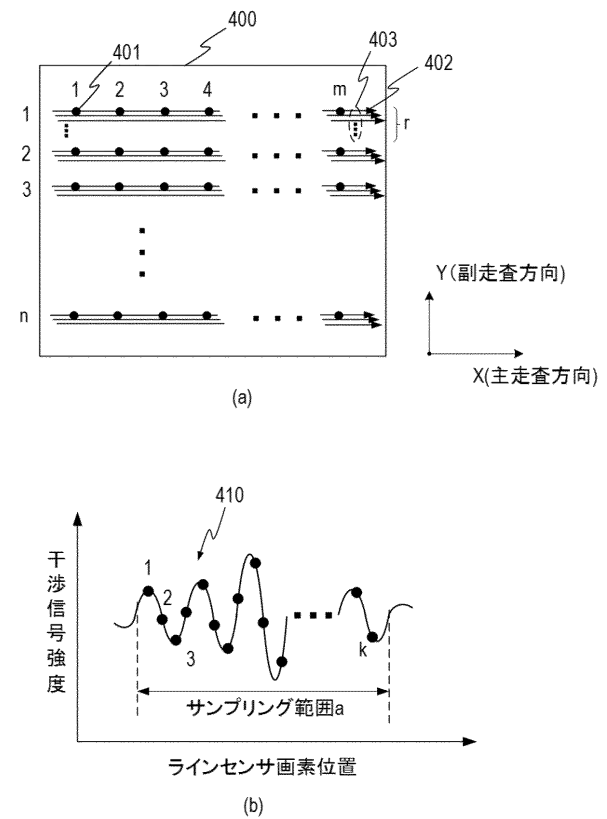 400
401
403
402
1 2 3 4 m
1
r
2
3
n
Y(副走査方向)
X(主走査方向)
(a)
410
干渉信号強度
1
2
3
k
サンプリング範囲a
ラインセンサ画素位置
(b)